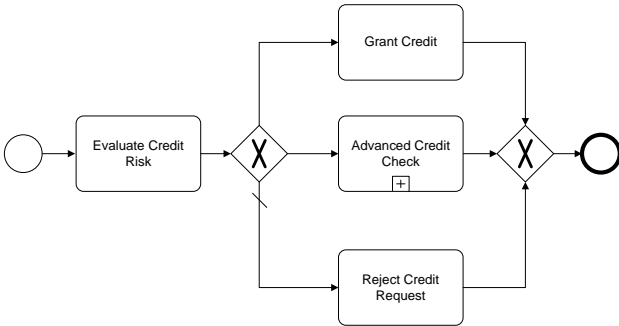 Grant Credit
Evaluate Credit
Risk
Advanced Credit
Check
Reject Credit
Request